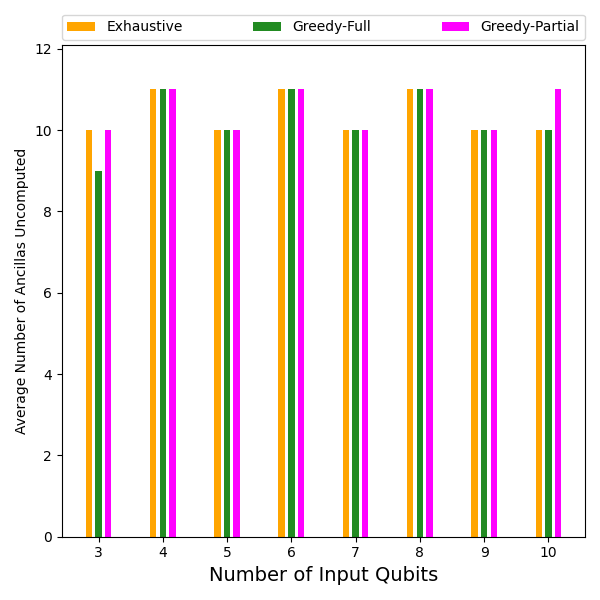 Exhaustive Greedy-Full Greedy-Partial
12
10
8
6
4
2
0
Average Number of Ancillas Uncomputed
3 4 5 6 7 8 9 10
Number of Input Qubits